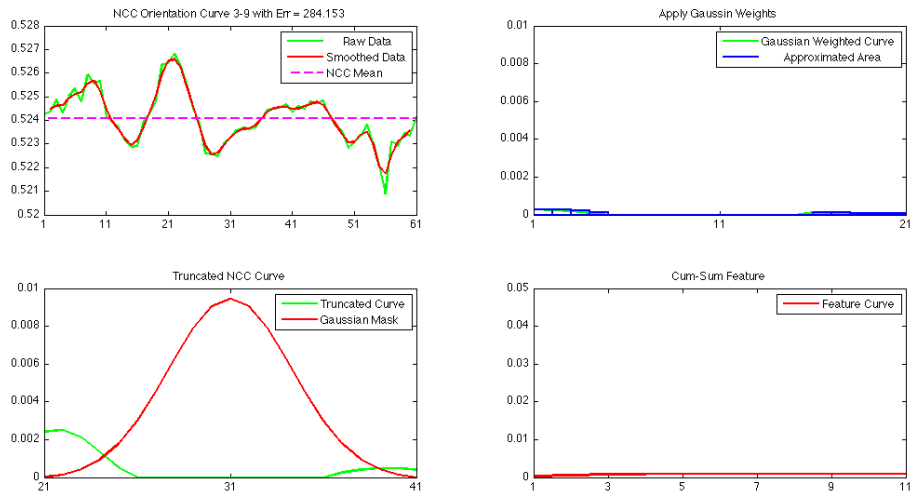 NCC Orientation Curve 3-9 with Err = 284.153
0.528
0.527
0.526
0.525
0.524
0.523
0.522
0.521
0.52
1 11 21 31 41 51 61
Raw Data
Smoothed Data
NCC Mean
Apply Gaussin Weights
0.01
0.008
0.006
0.004
0.002
0
1 11 21
Gaussian Weighted Curve
Approximated Area
Truncated NCC Curve
0.01
0.008
0.006
0.004
0.002
0
21 31 41
Truncated Curve
Gaussian Mask
Cum-Sum Feature
0.05
0.04
0.03
0.02
0.01
0
1 3 5 7 9 11
Feature Curve